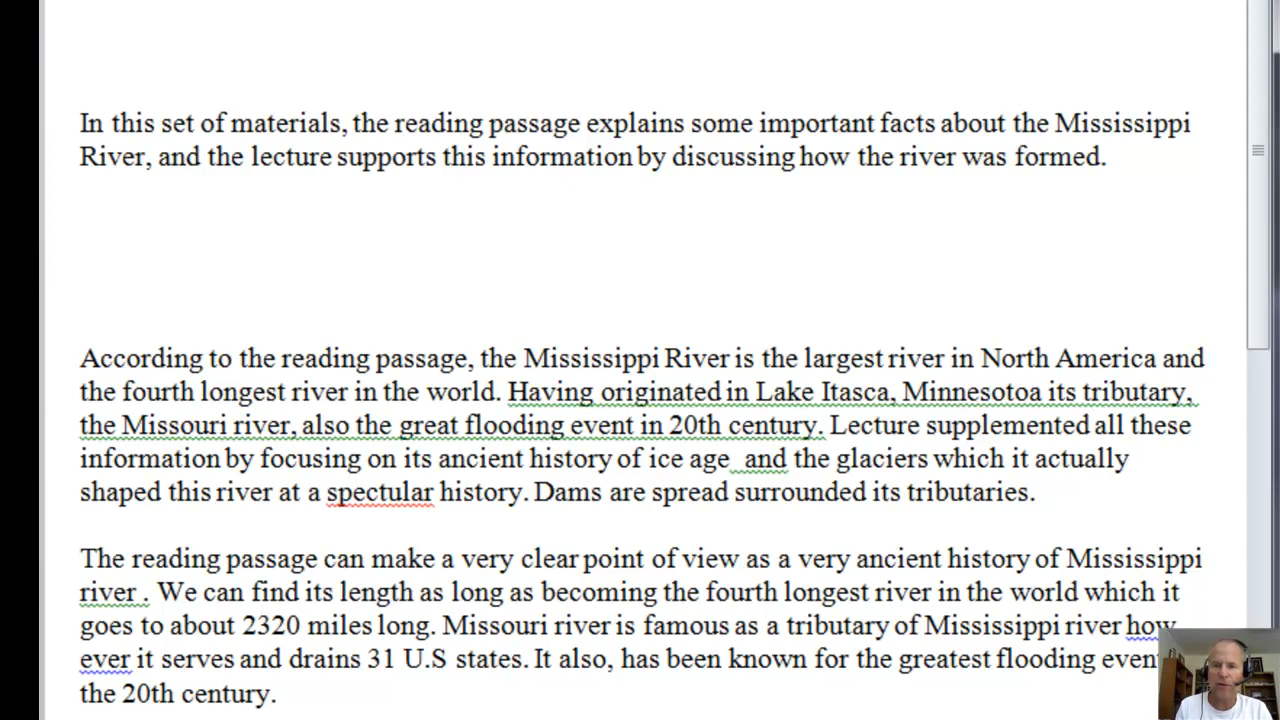 In this set of materials, the reading passage explains some important facts about the Mississippi
River, and the lecture supports this information by discussing how the river was formed.
According to the reading passage, the Mississippi River is the largest river in North America and
the fourth longest river in the world. Having originated in Lake Itasca, Minnesotoa its tributary,
the Missouri river, also the great flooding event in 20th century. Lecture supplemented all these
information by focusing on its ancient history of ice age  and the glaciers which it actually
shaped this river at a spectular history. Dams are spread surrounded its tributaries.
The reading passage can make a very clear point of view as a very ancient history of Mississippi
river . We can find its length as long as becoming the fourth longest river in the world which it
goes to about 2320 miles long. Missouri river is famous as a tributary of Mississippi river how
ever it serves and drains 31 U.S states. It also, has been known for the greatest flooding even
the 20th century.